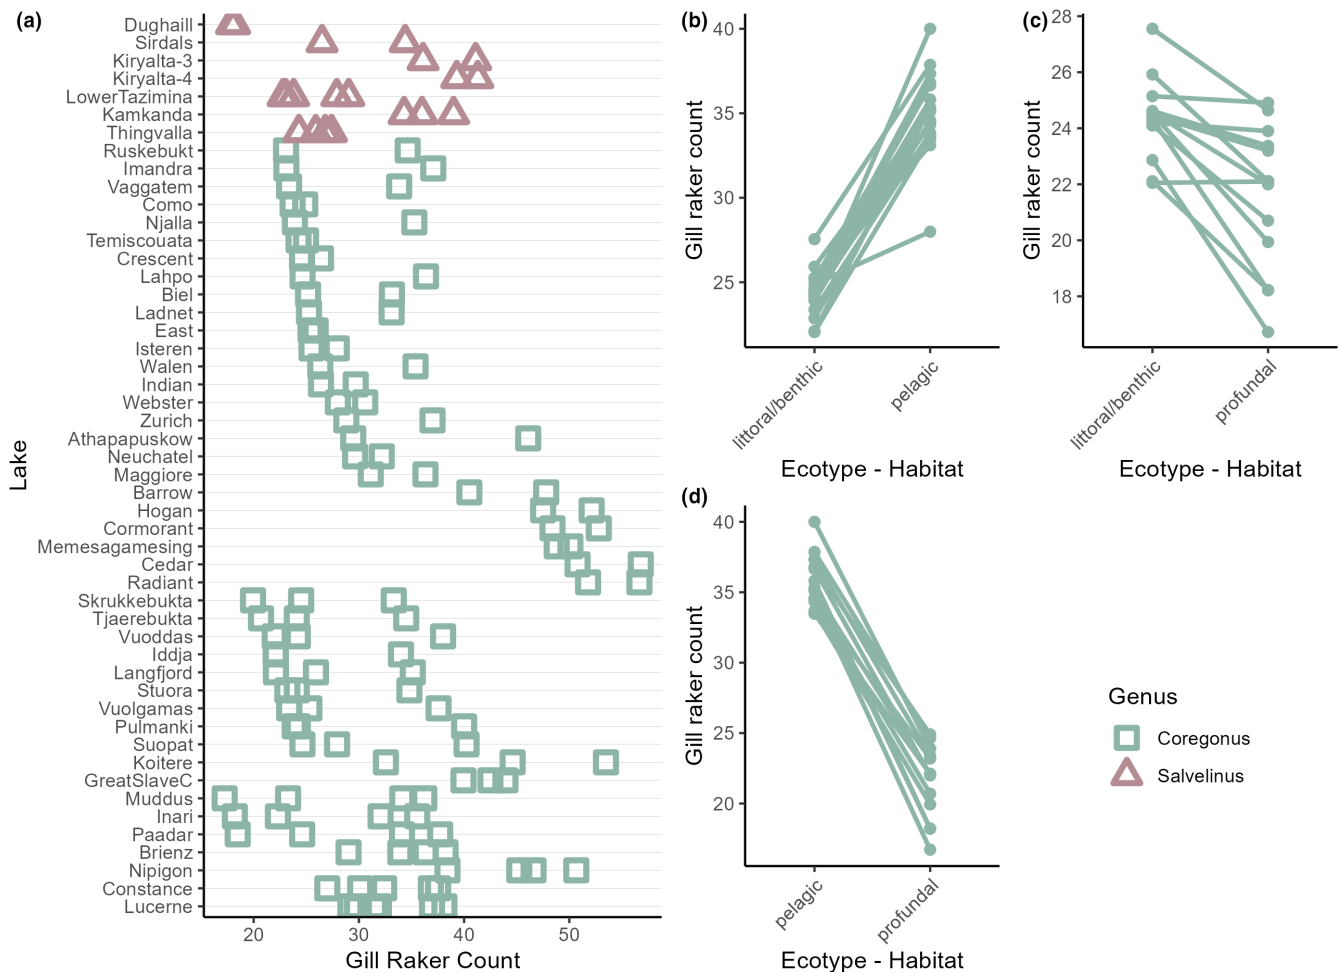 (a)
Lake
Dughaill
Sirdals
Kiryalta-3
Kiryalta-4
LowerTazimina
Kamkanda
Thingvalla
Ruskebukt
Imandra
Vaggatem
Como
Njalla
Temiscouata
Crescent
Lahpo
Biel
Ladnet
East
Isteren
Walen
Indian
Webster
Zurich
Athapapuskow
Neuchatel
Maggiore
Barrow
Hogan
Cormorant
Memesagamesing
Cedar
Radiant
Skrukkebukta
Tjaerebukta
Vuoddas
Iddja
Langfjord
Stuora
Vuolgamas
Pulmanki
Suopat
Koitere
GreatSlaveC
Muddus
Inari
Paadar
Brienz
Nipigon
Constance
Lucerne
20 30 40 50
Gill Raker Count
(b)
Gill raker count
40
35
30
25
littoral/benthic
pelagic
Ecotype - Habitat
(c)
Gill raker count
28
26
24
22
20
18
littoral/benthic
profundal
Ecotype - Habitat
(d)
Gill raker count
40
35
30
25
20
pelagic
profundal
Ecotype - Habitat
Genus
Coregonus
Salvelinus